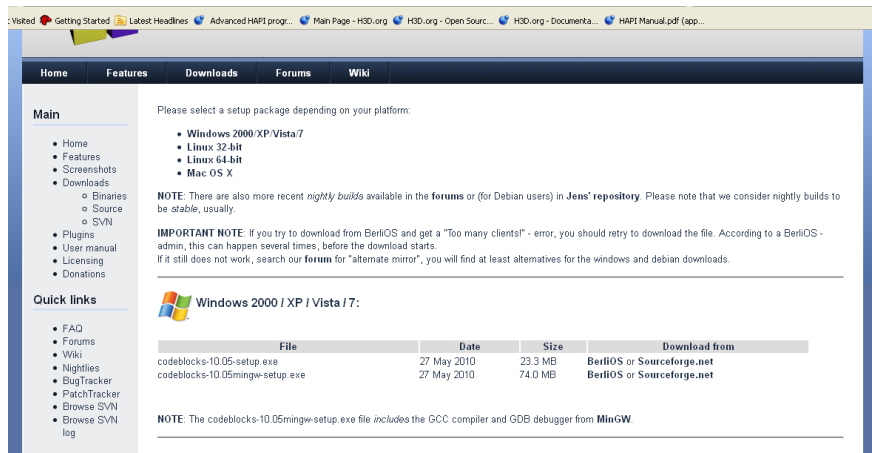 Visited Getting Started Latest Headlines Advanced HAPI progr... Main Page - H3D.org H3D.org - Open Sourc... H3D.org - Documenta... HAPI Manual.pdf (app...
Home Features Downloads Forums Wiki
Main
Home
Features
Screenshots
Downloads
Binaries
Source
SVN
Plugins
User manual
Licensing
Donations
Quick links
FAQ
Forums
Wiki
Nightlies
BugTracker
PatchTracker
Browse SVN
Browse SVN
log
Please select a setup package depending on your platform:
Windows 2000/XP/Vista/7
Linux 32-bit
Linux 64-bit
Mac OS X
NOTE: There are also more recent nightly builds available in the forums or (for Debian users) in Jens' repository. Please note that we consider nightly builds to
be stable, usually.
IMPORTANT NOTE: If you try to download from BerliOS and get a "Too many clients!" - error, you should retry to download the file. According to a BerliOS -
admin, this can happen several times, before the download starts.
If it still does not work, search our forum for "alternate mirror", you will find at least alternatives for the windows and debian downloads.
Windows 2000 / XP / Vista / 7:
File Date Size Download from
codeblocks-10.05-setup.exe 27 May 2010 23.3 MB BerliOS or Sourceforge.net
codeblocks-10.05mingw-setup.exe 27 May 2010 74.0 MB BerliOS or Sourceforge.net
NOTE: The codeblocks-10.05mingw-setup.exe file includes the GCC compiler and GDB debugger from MinGW.